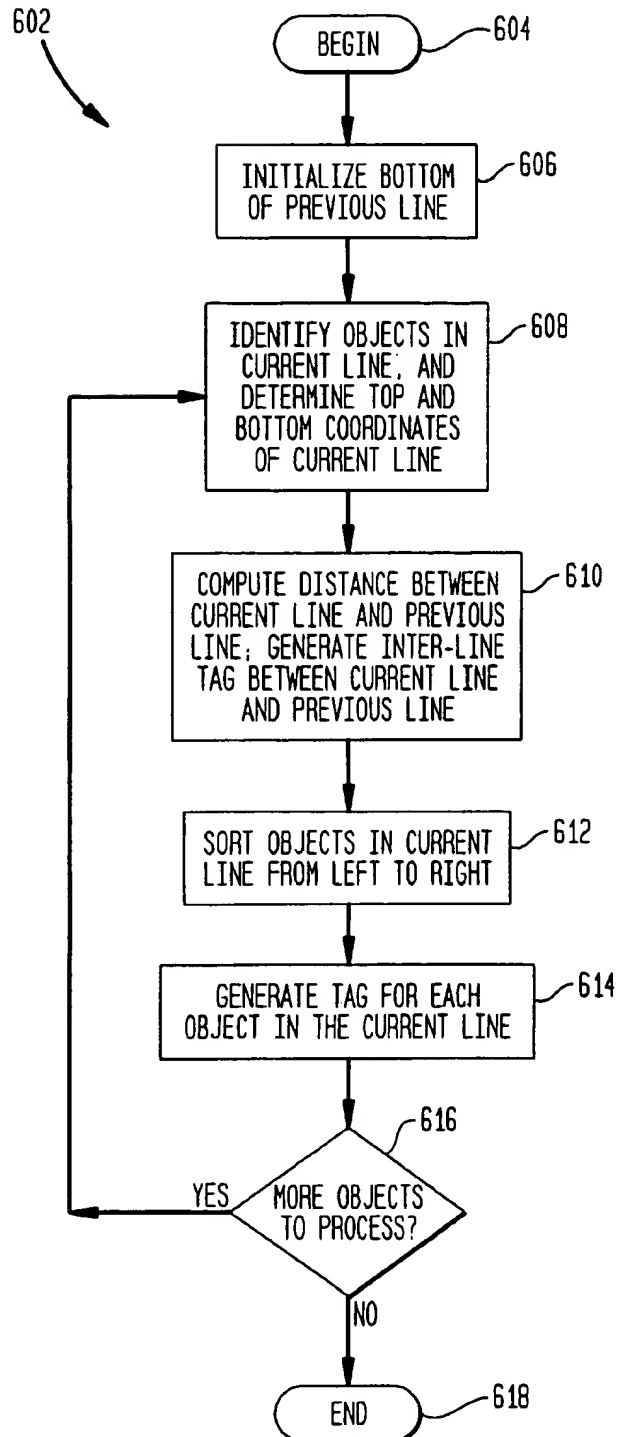 602
BEGIN
604
INITIALIZE BOTTOM
OF PREVIOUS LINE
606
IDENTIFY OBJECTS IN
CURRENT LINE; AND
DETERMINE TOP AND
BOTTOM COORDINATES
OF CURRENT LINE
608
COMPUTE DISTANCE BETWEEN
CURRENT LINE AND PREVIOUS
LINE; GENERATE INTER-LINE
TAG BETWEEN CURRENT LINE
AND PREVIOUS LINE
610
SORT OBJECTS IN CURRENT
LINE FROM LEFT TO RIGHT
612
GENERATE TAG FOR EACH
OBJECT IN THE CURRENT LINE
614
616
YES
MORE OBJECTS
TO PROCESS?
NO
END
618